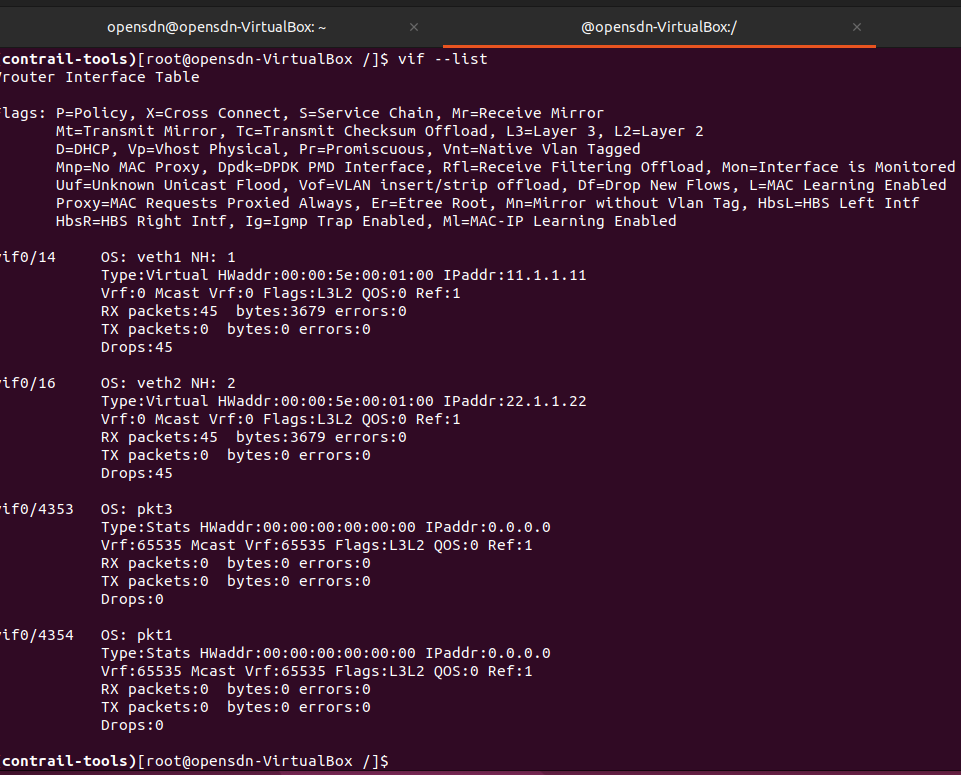 opensdn@opensdn-VirtualBox: ~ × @opensdn-VirtualBox:/ ×
contrail-tools)[root@opensdn-VirtualBox /]$ vif --list
router Interface Table
lags: P=Policy, X=Cross Connect, S=Service Chain, Mr=Receive Mirror
Mt=Transmit Mirror, Tc=Transmit Checksum Offload, L3=Layer 3, L2=Layer 2
D=DHCP, Vp=Vhost Physical, Pr=Promiscuous, Vnt=Native Vlan Tagged
Mnp=No MAC Proxy, Dpdk=DPDK PMD Interface, Rfl=Receive Filtering Offload, Mon=Interface is Monitored
Uuf=Unknown Unicast Flood, Vof=VLAN insert/strip offload, Df=Drop New Flows, L=MAC Learning Enabled
Proxy=MAC Requests Proxied Always, Er=Etree Root, Mn=Mirror without Vlan Tag, HbsL=HBS Left Intf
HbsR=HBS Right Intf, Ig=Igmp Trap Enabled, Ml=MAC-IP Learning Enabled
vif0/14 OS: veth1 NH: 1
Type:Virtual HWaddr:00:00:5e:00:01:00 IPaddr:11.1.1.11
Vrf:0 Mcast Vrf:0 Flags:L3L2 QOS:0 Ref:1
RX packets:45 bytes:3679 errors:0
TX packets:0 bytes:0 errors:0
Drops:45
vif0/16 OS: veth2 NH: 2
Type:Virtual HWaddr:00:00:5e:00:01:00 IPaddr:22.1.1.22
Vrf:0 Mcast Vrf:0 Flags:L3L2 QOS:0 Ref:1
RX packets:45 bytes:3679 errors:0
TX packets:0 bytes:0 errors:0
Drops:45
vif0/4353 OS: pkt3
Type:Stats HWaddr:00:00:00:00:00:00 IPaddr:0.0.0.0
Vrf:65535 Mcast Vrf:65535 Flags:L3L2 QOS:0 Ref:1
RX packets:0 bytes:0 errors:0
TX packets:0 bytes:0 errors:0
Drops:0
vif0/4354 OS: pkt1
Type:Stats HWaddr:00:00:00:00:00:00 IPaddr:0.0.0.0
Vrf:65535 Mcast Vrf:65535 Flags:L3L2 QOS:0 Ref:1
RX packets:0 bytes:0 errors:0
TX packets:0 bytes:0 errors:0
Drops:0
contrail-tools)[root@opensdn-VirtualBox /]$